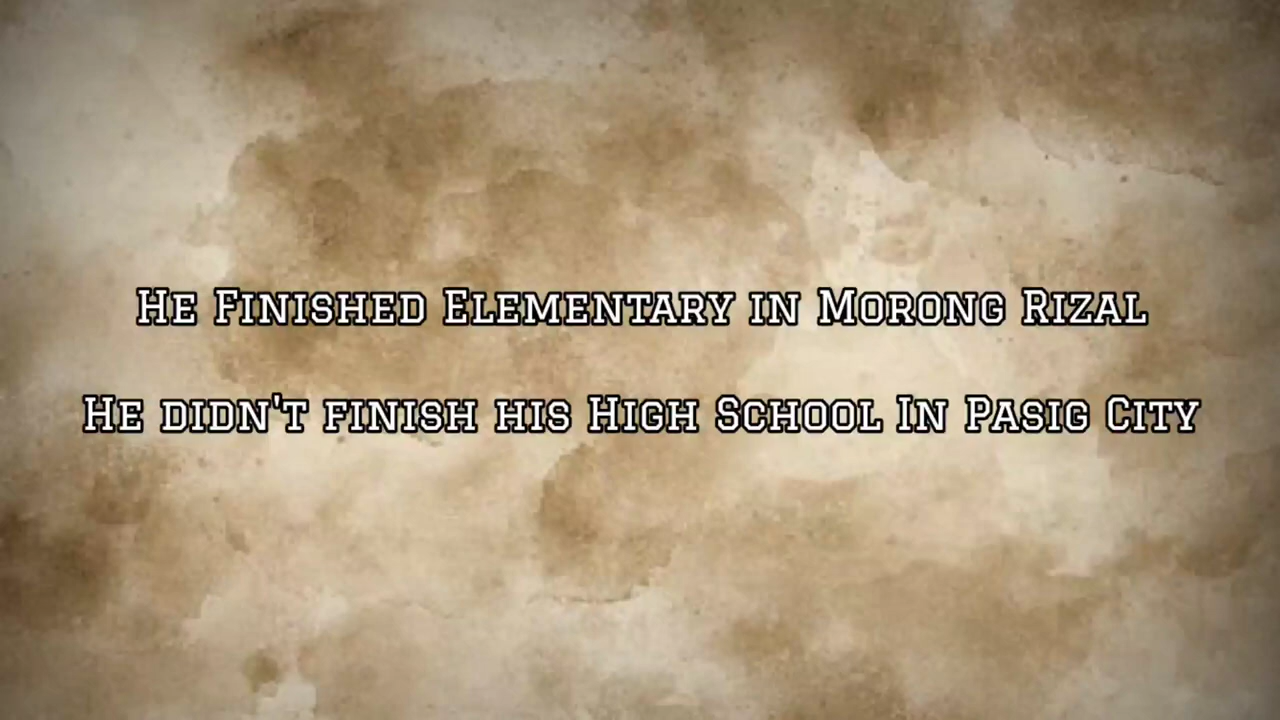 He Finished Elementary in Morong Rizal
He didn't finish his High School In Pasig City